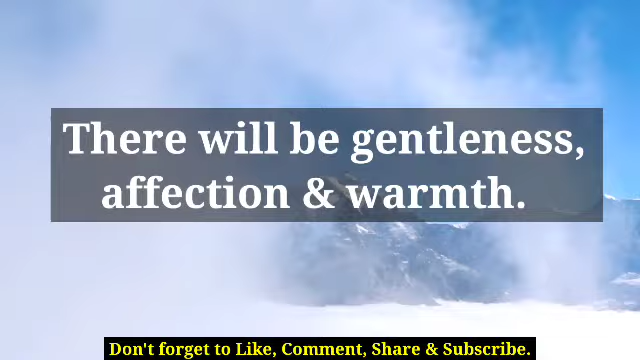 There will be gentleness,
affection & warmth.
Don't forget to Like, Comment, Share & Subscribe.